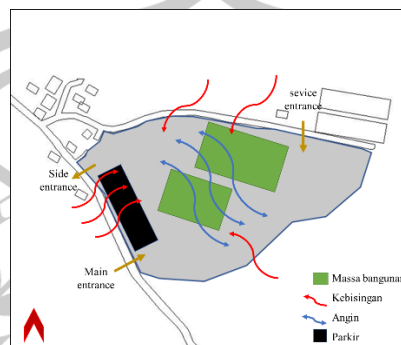 sevice
entrance
Side
entrance
Main
entrance
Massa bangunan
Kebisingan
Angin
Parkir